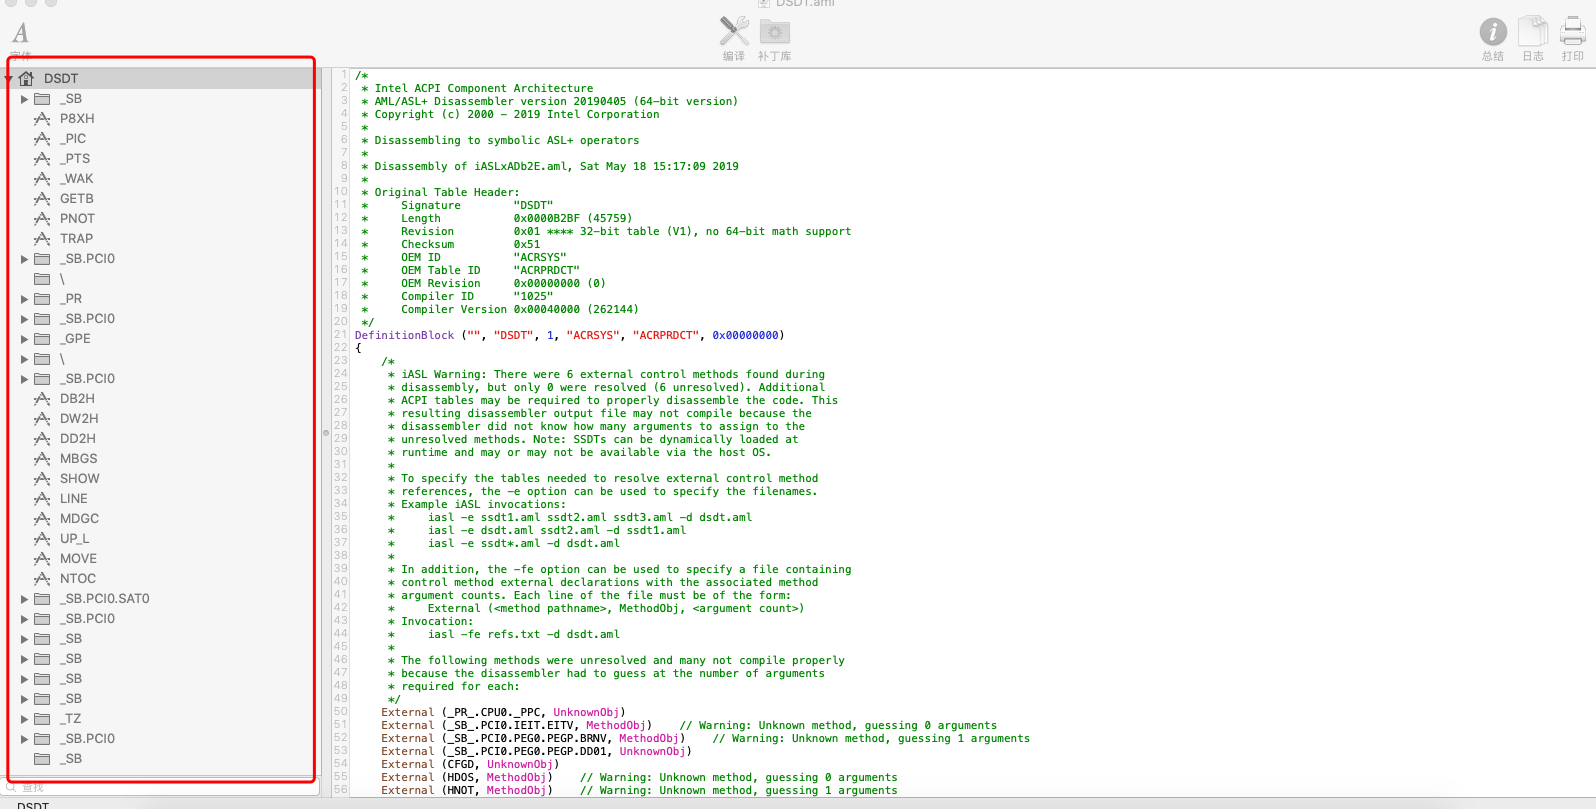 DSDT.aml
A
字体
编译
补丁库
总结
日志
打印
DSDT
_SB
P8XH
_PIC
_PTS
_WAK
GETB
PNOT
TRAP
_SB.PCI0
\
_PR
_SB.PCI0
_GPE
\
_SB.PCI0
DB2H
DW2H
DD2H
MBGS
SHOW
LINE
MDGC
UP_L
MOVE
NTOC
_SB.PCI0.SAT0
_SB.PCI0
_SB
_SB
_SB
_SB
_TZ
_SB.PCI0
_SB
查找
DSDT
1 /*
2 * Intel ACPI Component Architecture
3 * AML/ASL+ Disassembler version 20190405 (64-bit version)
4 * Copyright (c) 2000 - 2019 Intel Corporation
5 *
6 * Disassembling to symbolic ASL+ operators
7 *
8 * Disassembly of iASLxADb2E.aml, Sat May 18 15:17:09 2019
9 *
10 * Original Table Header:
11 * Signature "DSDT"
12 * Length 0x0000B2BF (45759)
13 * Revision 0x01 **** 32-bit table (V1), no 64-bit math support
14 * Checksum 0x51
15 * OEM ID "ACRSYS"
16 * OEM Table ID "ACRPRDCT"
17 * OEM Revision 0x00000000 (0)
18 * Compiler ID "1025"
19 * Compiler Version 0x00040000 (262144)
20 */
21 DefinitionBlock ("", "DSDT", 1, "ACRSYS", "ACRPRDCT", 0x00000000)
22 {
23 /*
24 * iASL Warning: There were 6 external control methods found during
25 * disassembly, but only 0 were resolved (6 unresolved). Additional
26 * ACPI tables may be required to properly disassemble the code. This
27 * resulting disassembler output file may not compile because the
28 * disassembler did not know how many arguments to assign to the
29 * unresolved methods. Note: SSDTs can be dynamically loaded at
30 * runtime and may or may not be available via the host OS.
31 *
32 * To specify the tables needed to resolve external control method
33 * references, the -e option can be used to specify the filenames.
34 * Example iASL invocations:
35 * iasl -e ssdt1.aml ssdt2.aml ssdt3.aml -d dsdt.aml
36 * iasl -e dsdt.aml ssdt2.aml -d ssdt1.aml
37 * iasl -e ssdt*.aml -d dsdt.aml
38 *
39 * In addition, the -fe option can be used to specify a file containing
40 * control method external declarations with the associated method
41 * argument counts. Each line of the file must be of the form:
42 * External (<method pathname>, MethodObj, <argument count>)
43 * Invocation:
44 * iasl -fe refs.txt -d dsdt.aml
45 *
46 * The following methods were unresolved and many not compile properly
47 * because the disassembler had to guess at the number of arguments
48 * required for each:
49 */
50 External (_PR_.CPU0._PPC, UnknownObj)
51 External (_SB_.PCI0.IEIT.EITV, MethodObj) // Warning: Unknown method, guessing 0 arguments
52 External (_SB_.PCI0.PEG0.PEGP.BRNV, MethodObj) // Warning: Unknown method, guessing 1 arguments
53 External (_SB_.PCI0.PEG0.PEGP.DD01, UnknownObj)
54 External (CFGD, UnknownObj)
55 External (HDOS, MethodObj) // Warning: Unknown method, guessing 0 arguments
56 External (HNOT, MethodObj) // Warning: Unknown method, guessing 1 arguments